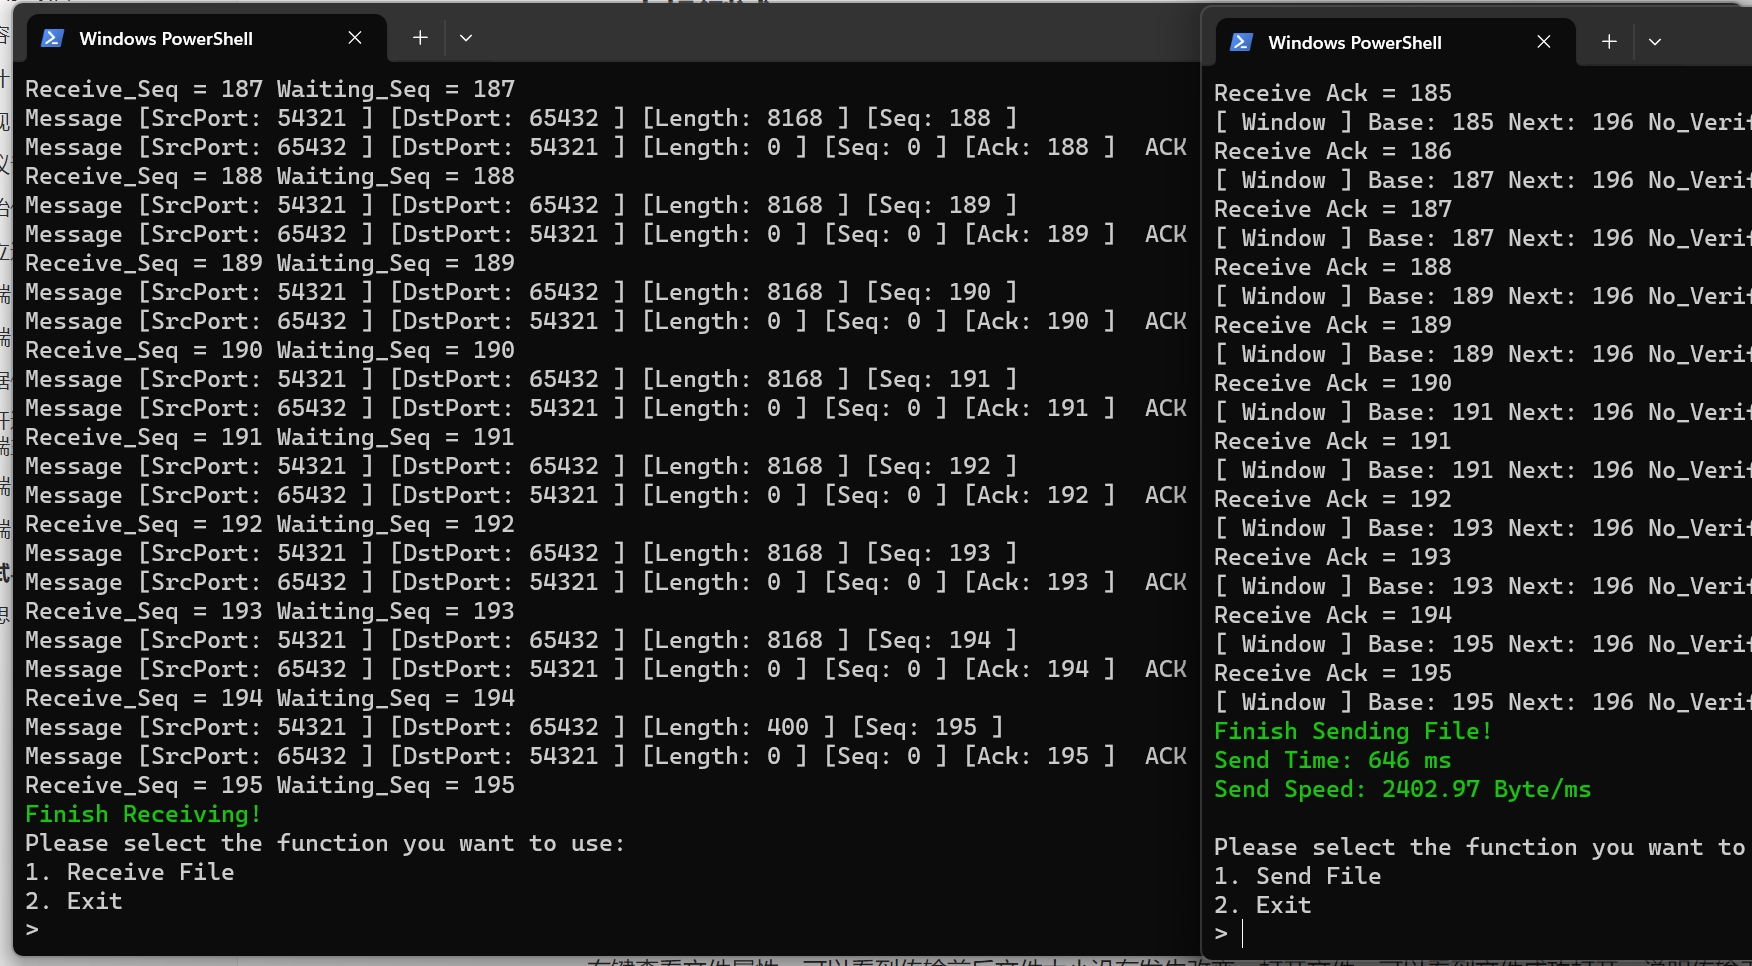 Windows PowerShell
Receive_Seq = 187 Waiting_Seq = 187
Message [SrcPort: 54321 ] [DstPort: 65432 ] [Length: 8168 ] [Seq: 188 ]
Message [SrcPort: 65432 ] [DstPort: 54321 ] [Length: 0 ] [Seq: 0 ] [Ack: 188 ]  ACK
Receive_Seq = 188 Waiting_Seq = 188
Message [SrcPort: 54321 ] [DstPort: 65432 ] [Length: 8168 ] [Seq: 189 ]
Message [SrcPort: 65432 ] [DstPort: 54321 ] [Length: 0 ] [Seq: 0 ] [Ack: 189 ]  ACK
Receive_Seq = 189 Waiting_Seq = 189
Message [SrcPort: 54321 ] [DstPort: 65432 ] [Length: 8168 ] [Seq: 190 ]
Message [SrcPort: 65432 ] [DstPort: 54321 ] [Length: 0 ] [Seq: 0 ] [Ack: 190 ]  ACK
Receive_Seq = 190 Waiting_Seq = 190
Message [SrcPort: 54321 ] [DstPort: 65432 ] [Length: 8168 ] [Seq: 191 ]
Message [SrcPort: 65432 ] [DstPort: 54321 ] [Length: 0 ] [Seq: 0 ] [Ack: 191 ]  ACK
Receive_Seq = 191 Waiting_Seq = 191
Message [SrcPort: 54321 ] [DstPort: 65432 ] [Length: 8168 ] [Seq: 192 ]
Message [SrcPort: 65432 ] [DstPort: 54321 ] [Length: 0 ] [Seq: 0 ] [Ack: 192 ]  ACK
Receive_Seq = 192 Waiting_Seq = 192
Message [SrcPort: 54321 ] [DstPort: 65432 ] [Length: 8168 ] [Seq: 193 ]
Message [SrcPort: 65432 ] [DstPort: 54321 ] [Length: 0 ] [Seq: 0 ] [Ack: 193 ]  ACK
Receive_Seq = 193 Waiting_Seq = 193
Message [SrcPort: 54321 ] [DstPort: 65432 ] [Length: 8168 ] [Seq: 194 ]
Message [SrcPort: 65432 ] [DstPort: 54321 ] [Length: 0 ] [Seq: 0 ] [Ack: 194 ]  ACK
Receive_Seq = 194 Waiting_Seq = 194
Message [SrcPort: 54321 ] [DstPort: 65432 ] [Length: 400 ] [Seq: 195 ]
Message [SrcPort: 65432 ] [DstPort: 54321 ] [Length: 0 ] [Seq: 0 ] [Ack: 195 ]  ACK
Receive_Seq = 195 Waiting_Seq = 195
Finish Receiving!
Please select the function you want to use:
1. Receive File
2. Exit
>
Windows PowerShell
Receive Ack = 185
[ Window ] Base: 185 Next: 196 No_Verif
Receive Ack = 186
[ Window ] Base: 187 Next: 196 No_Verif
Receive Ack = 187
[ Window ] Base: 187 Next: 196 No_Verif
Receive Ack = 188
[ Window ] Base: 189 Next: 196 No_Verif
Receive Ack = 189
[ Window ] Base: 189 Next: 196 No_Verif
Receive Ack = 190
[ Window ] Base: 191 Next: 196 No_Verif
Receive Ack = 191
[ Window ] Base: 191 Next: 196 No_Verif
Receive Ack = 192
[ Window ] Base: 193 Next: 196 No_Verif
Receive Ack = 193
[ Window ] Base: 193 Next: 196 No_Verif
Receive Ack = 194
[ Window ] Base: 195 Next: 196 No_Verif
Receive Ack = 195
[ Window ] Base: 195 Next: 196 No_Verif
Finish Sending File!
Send Time: 646 ms
Send Speed: 2402.97 Byte/ms
Please select the function you want to
1. Send File
2. Exit
>